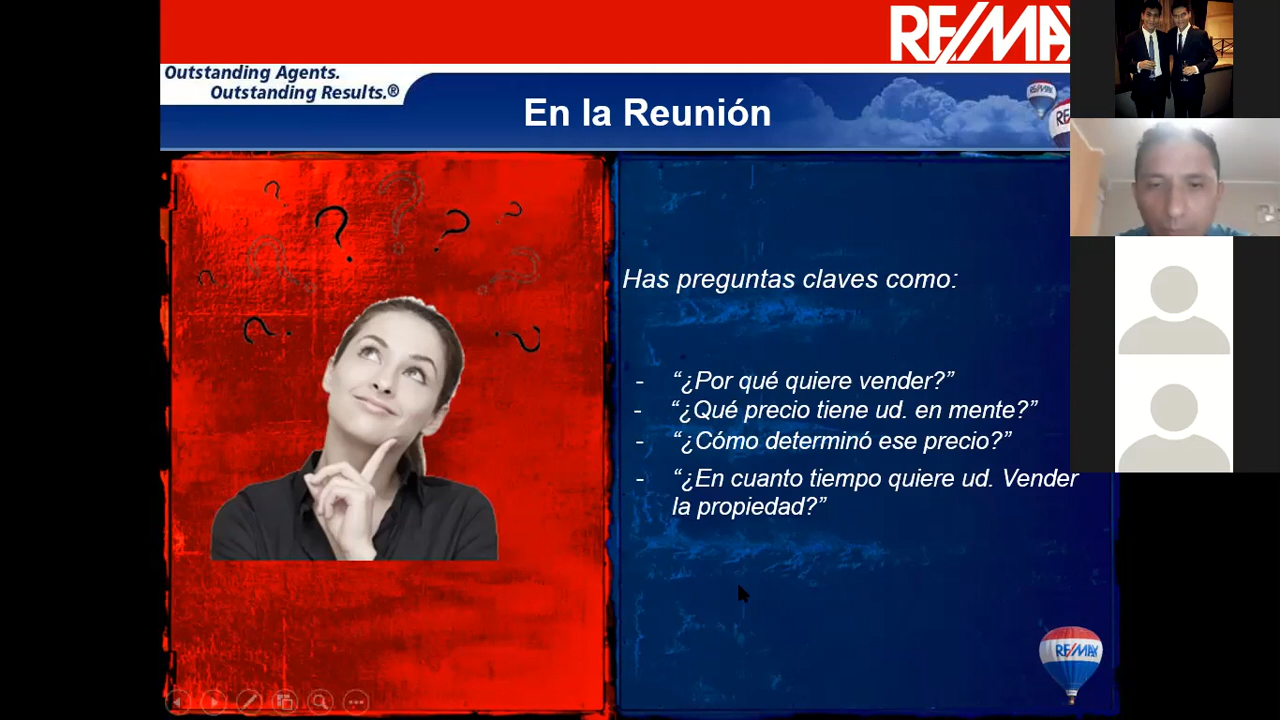 RE/MAX
Outstanding Agents.
Outstanding Results.®
En la Reunión
Has preguntas claves como:
- “¿Por qué quiere vender?”
- “¿Qué precio tiene ud. en mente?”
- “¿Cómo determinó ese precio?”
- “¿En cuanto tiempo quiere ud. Vender
la propiedad?”
RE/MAX